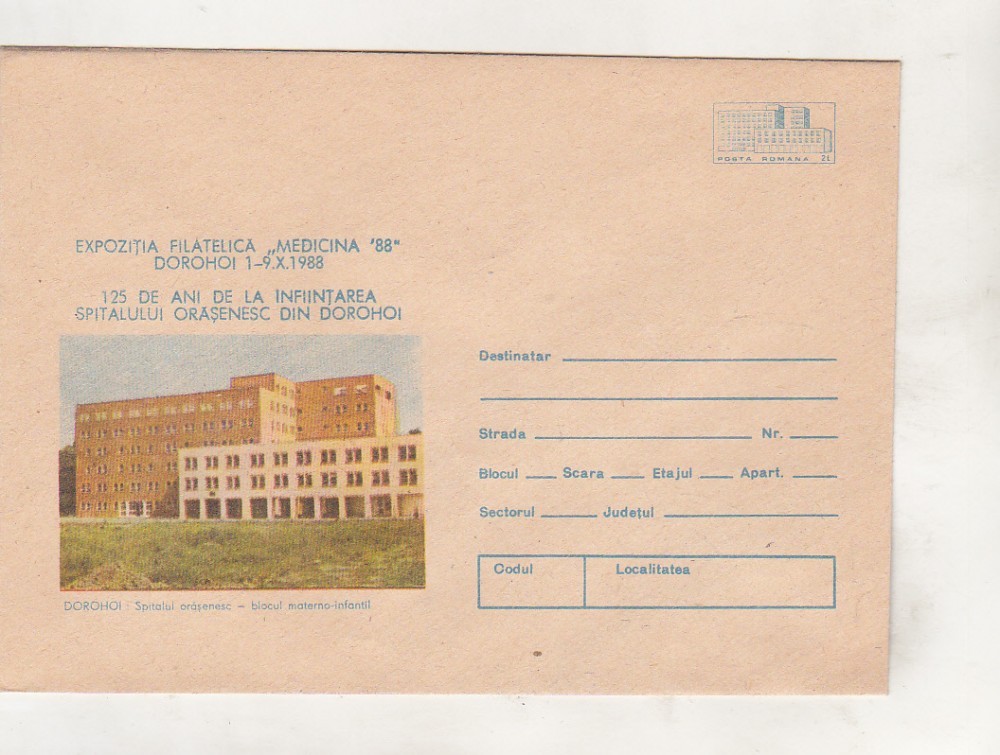 POSTA ROMANA 2L
EXPOZIȚIA FILATELICĂ „MEDICINA '88"
DOROHOI 1-9.X.1988
125 DE ANI DE LA INFIINȚAREA
SPITALULUI ORĂȘENESC DIN DOROHOI
DOROHOI : Spitalul orășenesc – blocul materno-infantil
Destinatar
Strada Nr.
Blocul Scara Etajul Apart.
Sectorul Județul
Codul Localitatea